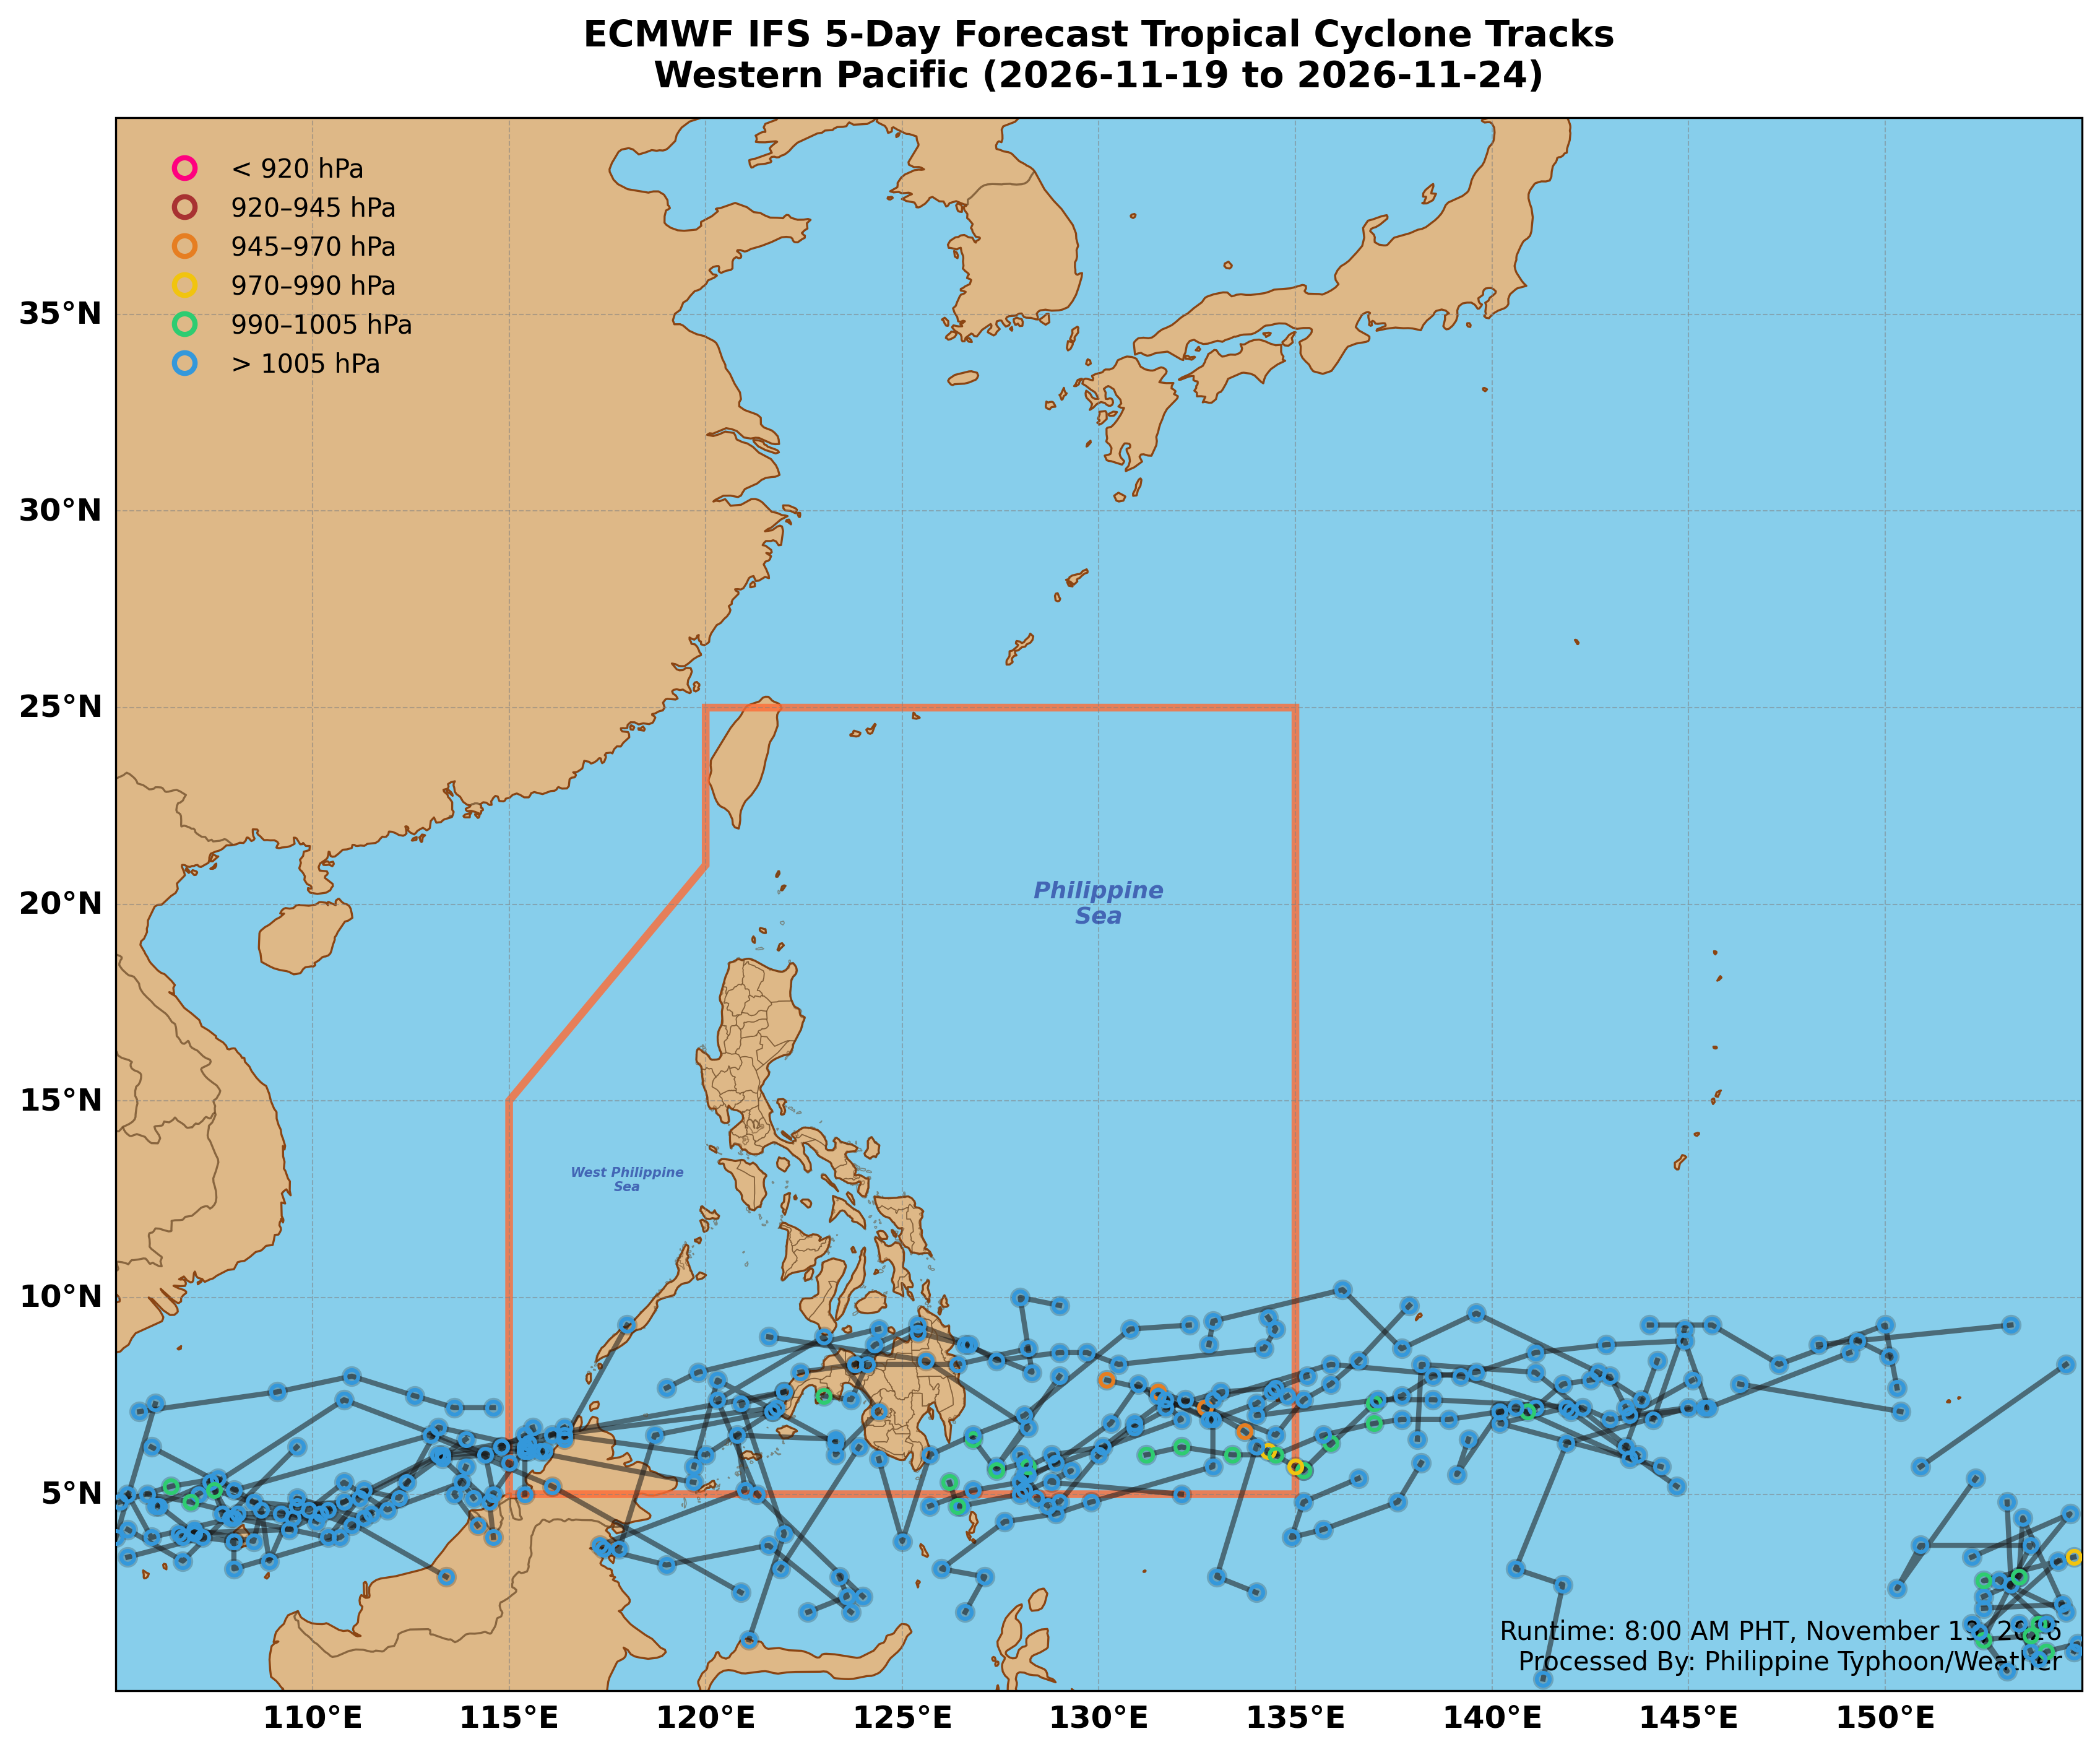 ECMWF IFS 5-Day Forecast Tropical Cyclone Tracks
Western Pacific (2026-11-19 to 2026-11-24)
< 920 hPa
920–945 hPa
945–970 hPa
970–990 hPa
990–1005 hPa
> 1005 hPa
35°N
30°N
25°N
20°N
15°N
10°N
5°N
Philippine
Sea
West Philippine
Sea
Runtime: 8:00 AM PHT, November
Processed By: Philippine Typhoon/Weather
110°E
115°E
120°E
125°E
130°E
135°E
140°E
145°E
150°E